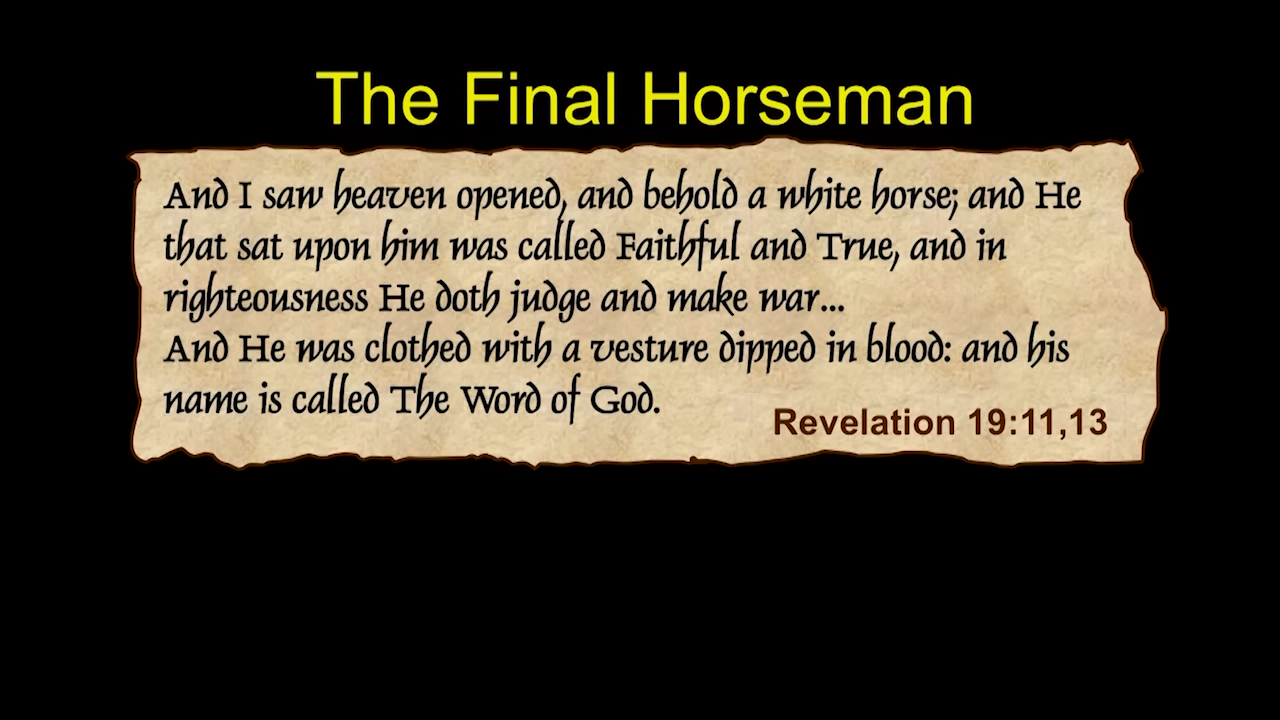 The Final Horseman
And I saw heaven opened, and behold a white horse; and He
that sat upon him was called Faithful and True, and in
righteousness He doth judge and make war...
And He was clothed with a vesture dipped in blood: and his
name is called The Word of God.
Revelation 19:11,13